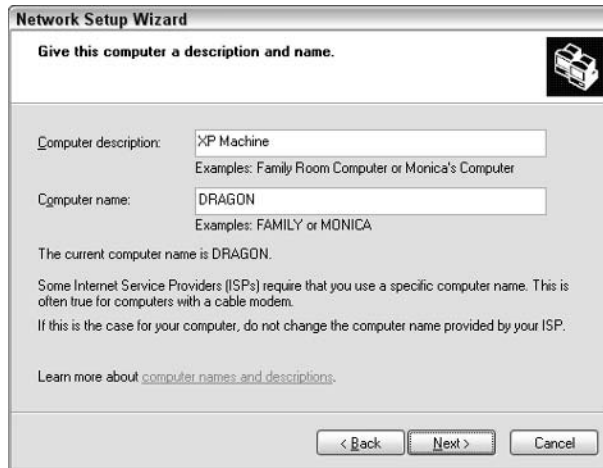 Network Setup Wizard
Give this computer a description and name.
Computer description: XP Machine
Examples: Family Room Computer or Monica's Computer
Computer name: DRAGON
Examples: FAMILY or MONICA
The current computer name is DRAGON.
Some Internet Service Providers (ISPs) require that you use a specific computer name. This is
often true for computers with a cable modem.
If this is the case for your computer, do not change the computer name provided by your ISP.
Learn more about computer names and descriptions.
< Back Next > Cancel